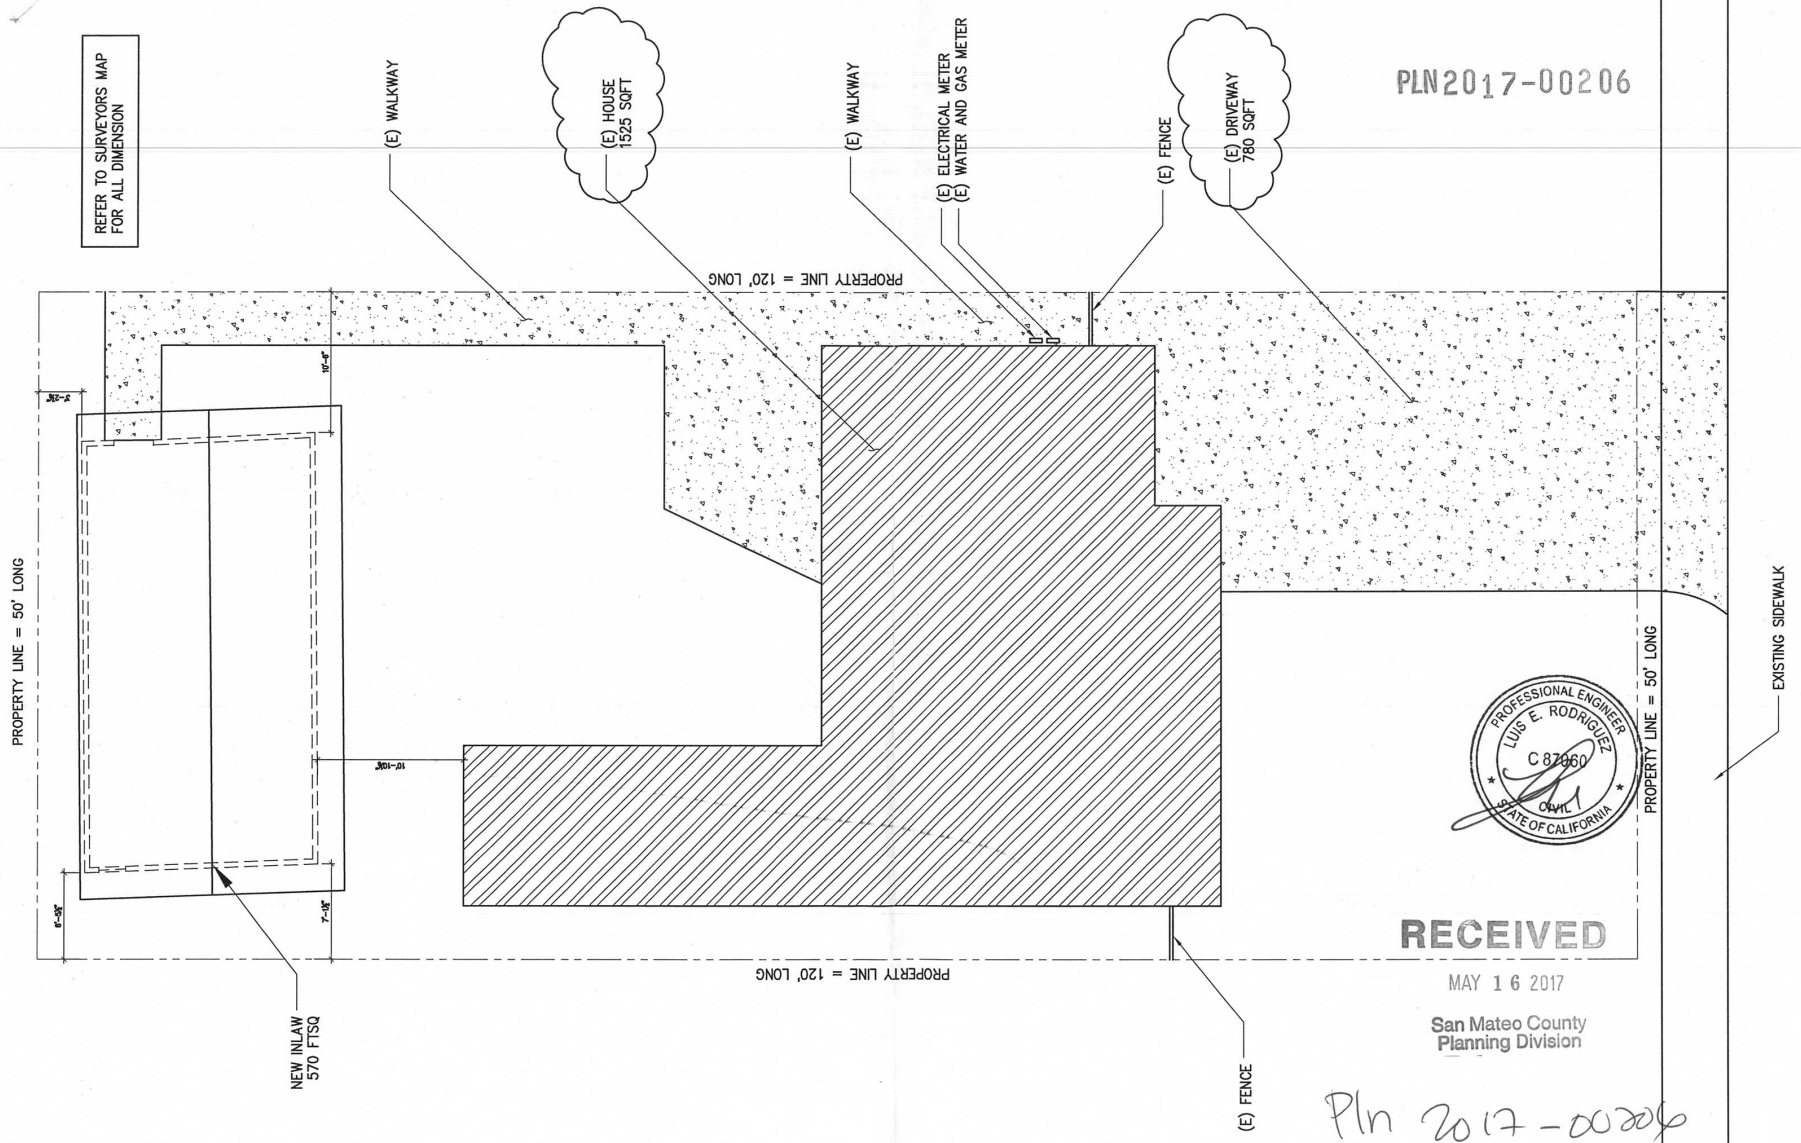 REFER TO SURVEYORS MAP
FOR ALL DIMENSION
(E) WALKWAY
(E) HOUSE
1525 SQFT
(E) WALKWAY
(E) ELECTRICAL METER
(E) WATER AND GAS METER
(E) FENCE
(E) DRIVEWAY
780 SQFT
PLN2017-00206
PROPERTY LINE = 120' LONG
10'-6"
PROPERTY LINE = 50' LONG
PROPERTY LINE = 50' LONG
EXISTING SIDEWALK
PROFESSIONAL ENGINEER
LUIS E. RODRIGUEZ
C 87060
CIVIL
STATE OF CALIFORNIA
PROPERTY LINE = 120' LONG
NEW INLAW
570 FTSQ
(E) FENCE
RECEIVED
MAY 16 2017
San Mateo County
Planning Division
Pln 2017-00206